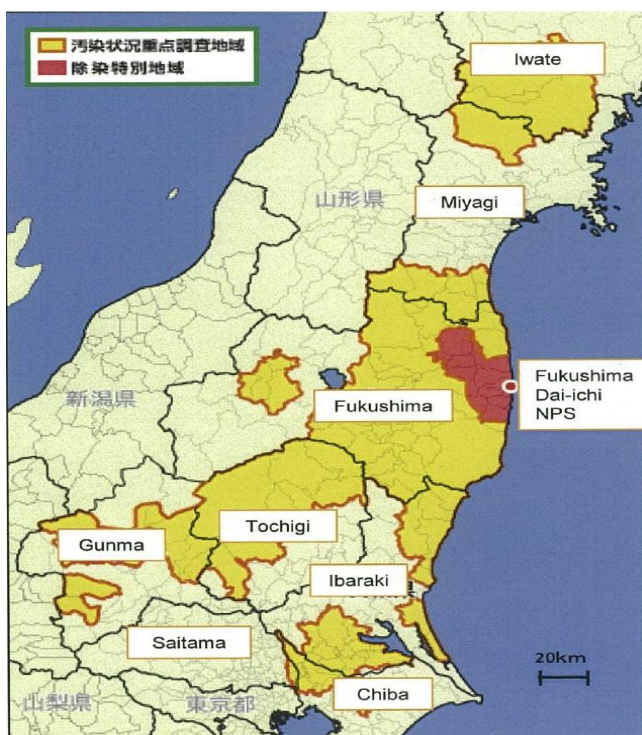 汚染状況重点調査地域
除染特別地域
Iwate
山形県
Miyagi
新潟県
Fukushima
Fukushima
Dai-ichi
NPS
Gunma
Tochigi
Ibaraki
Saitama
20km
Chiba
山梨県
東京都